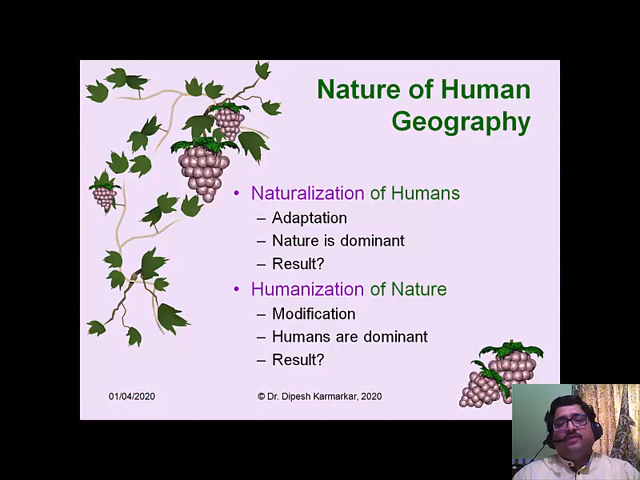 Nature of Human
Geography
• Naturalization of Humans
– Adaptation
– Nature is dominant
– Result?
• Humanization of Nature
– Modification
– Humans are dominant
– Result?
01/04/2020
© Dr. Dipesh Karmarkar, 2020